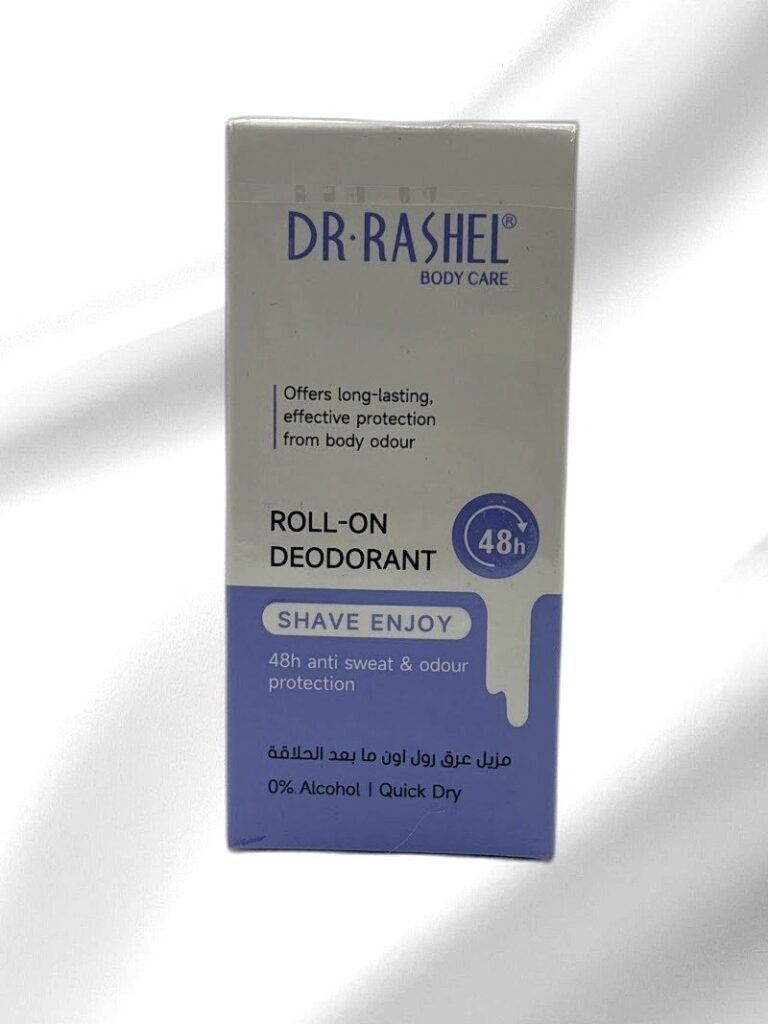 DR·RASHEL®
BODY CARE
Offers long-lasting,
effective protection
from body odour
ROLL-ON
DEODORANT
48h
SHAVE ENJOY
48h anti sweat & odour
protection
مزيل عرق رول اون ما بعد الحلاقة
0% Alcohol | Quick Dry